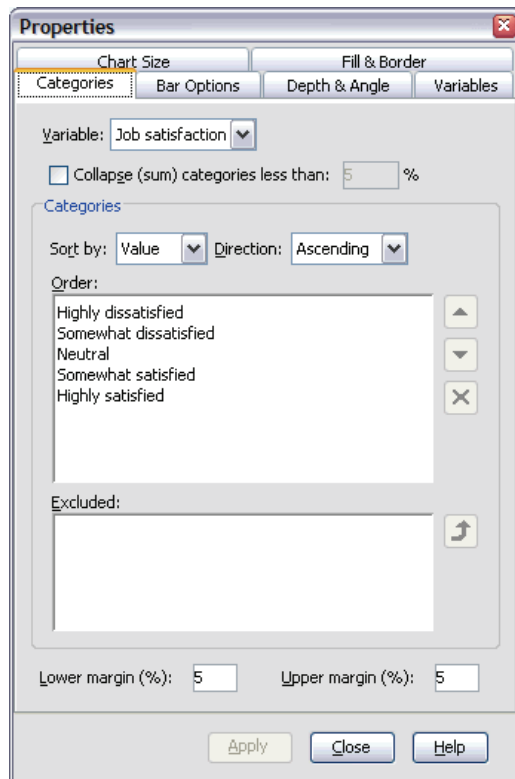 Properties
Chart Size Fill & Border
Categories Bar Options Depth & Angle Variables
Variable: Job satisfaction
Collapse (sum) categories less than: 5 %
Categories
Sort by: Value Direction: Ascending
Order:
Highly dissatisfied
Somewhat dissatisfied
Neutral
Somewhat satisfied
Highly satisfied
Excluded:
Lower margin (%): 5 Upper margin (%): 5
Apply Close Help